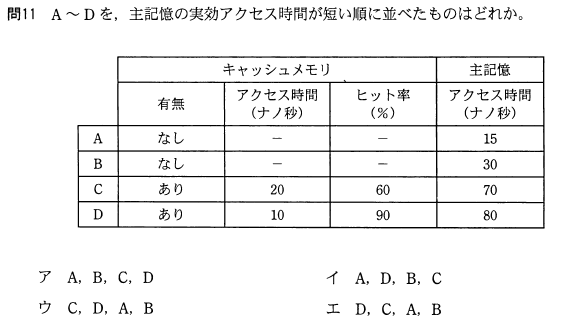 問11 A～Dを，主記憶の実効アクセス時間が短い順に並べたものはどれか。
キャッシュメモリ 主記憶
有無 アクセス時間（ナノ秒） ヒット率（%） アクセス時間（ナノ秒）
A なし － － 15
B なし － － 30
C あり 20 60 70
D あり 10 90 80
ア A，B，C，D イ A，D，B，C
ウ C，D，A，B エ D，C，A，B